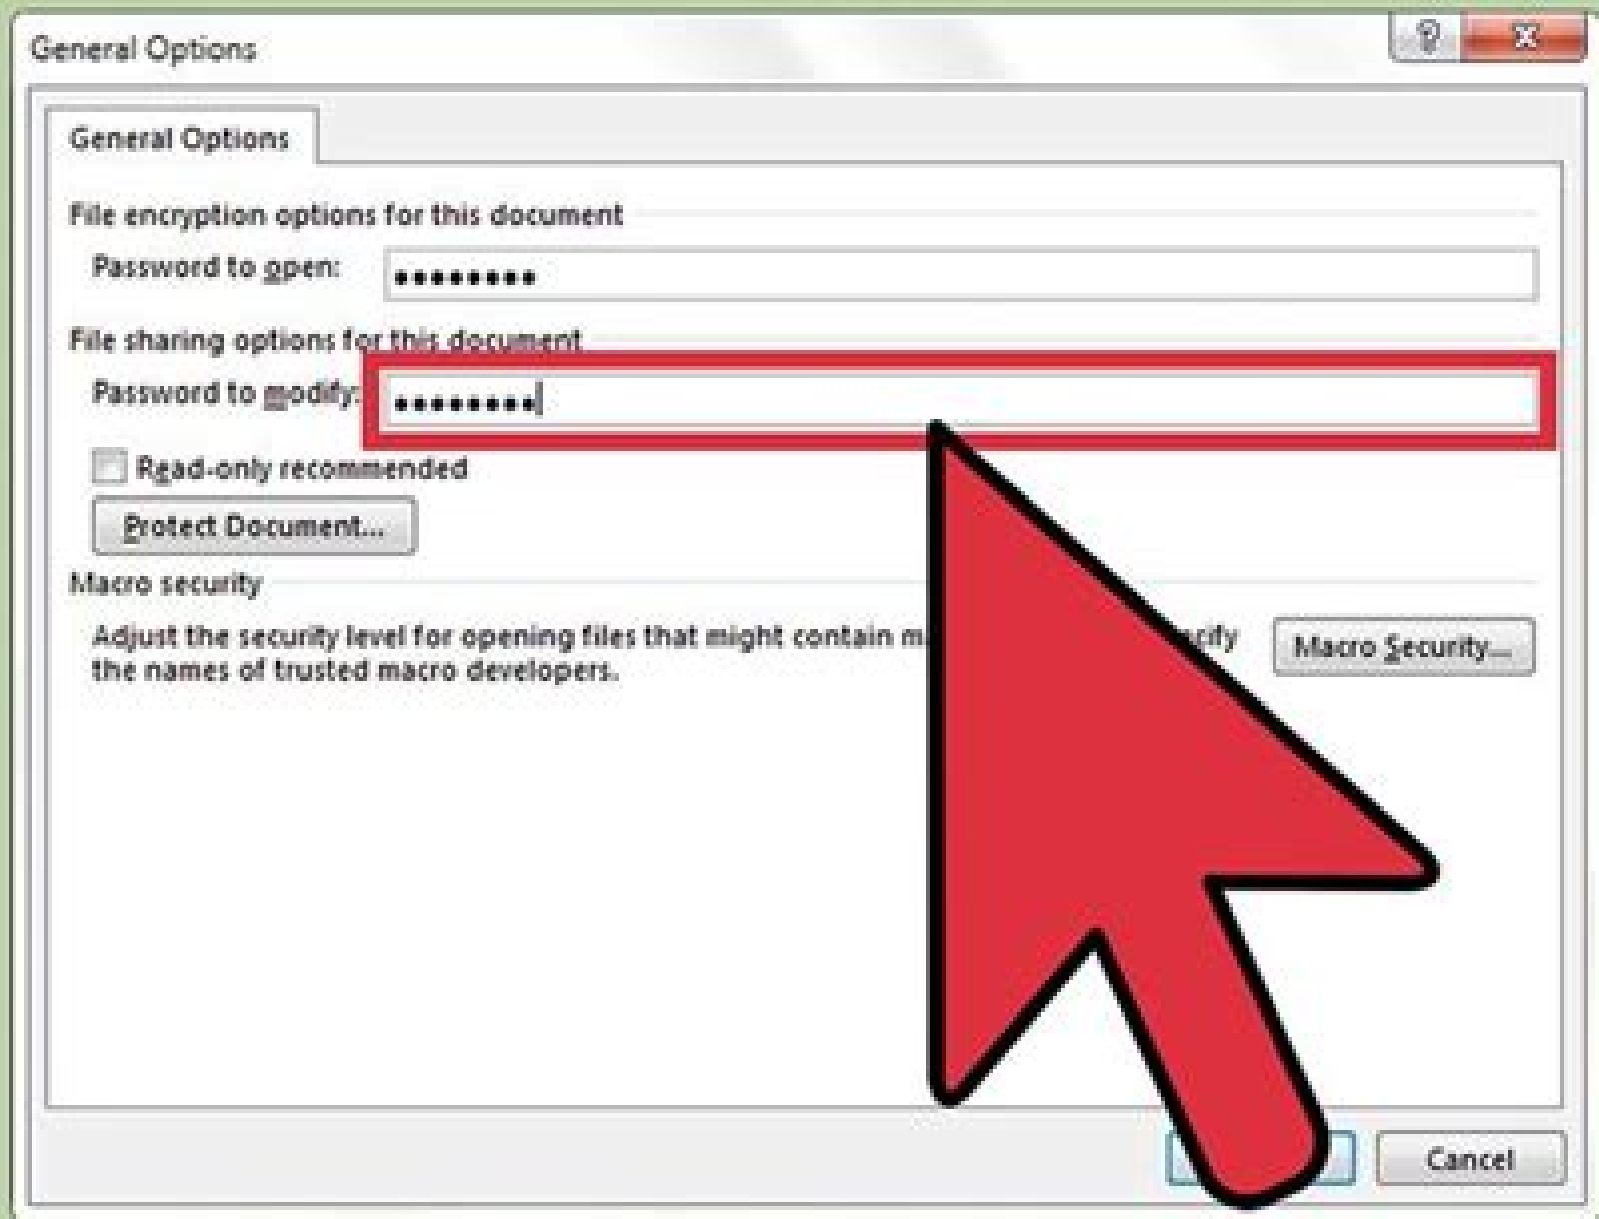 General Options
General Options
File encryption options for this document
Password to open: ••••••••
File sharing options for this document
Password to modify: ••••••••
Read-only recommended
Protect Document...
Macro security
Adjust the security level for opening files that might contain
the names of trusted macro developers.
Macro Security...
Cancel